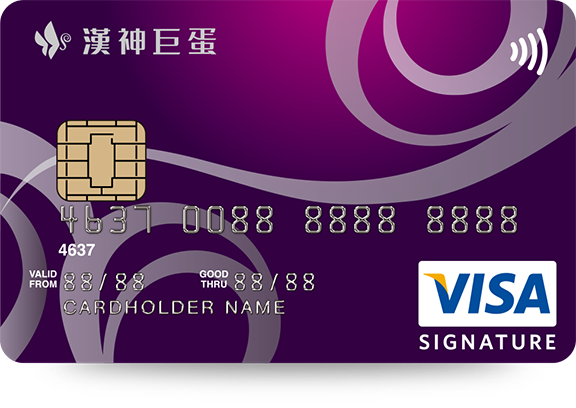 漢神巨蛋
4637 0088 8888 8888
4637
VALID FROM 88/88 GOOD THRU 88/88
CARDHOLDER NAME
VISA
SIGNATURE